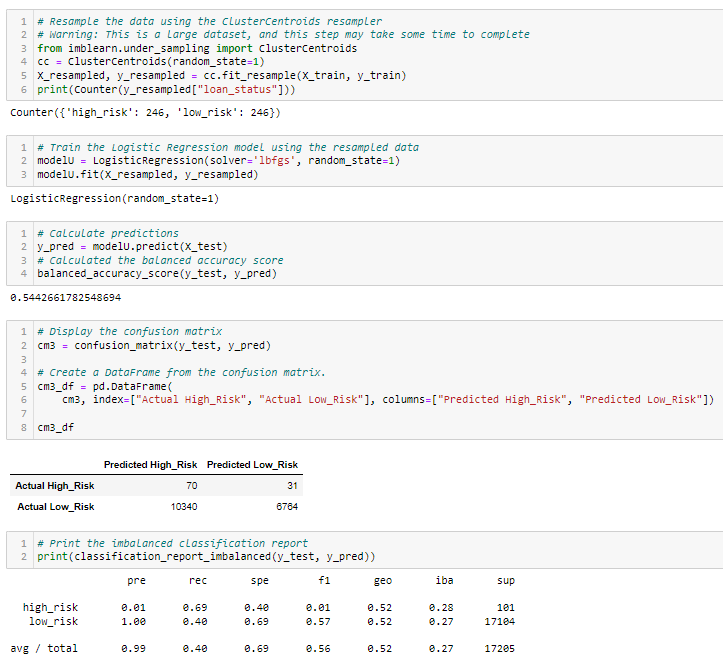 1 # Resample the data using the ClusterCentroids resampler
2 # Warning: This is a large dataset, and this step may take some time to complete
3 from imblearn.under_sampling import ClusterCentroids
4 cc = ClusterCentroids(random_state=1)
5 X_resampled, y_resampled = cc.fit_resample(X_train, y_train)
6 print(Counter(y_resampled["loan_status"]))
Counter({'high_risk': 246, 'low_risk': 246})
1 # Train the Logistic Regression model using the resampled data
2 modelU = LogisticRegression(solver='lbfgs', random_state=1)
3 modelU.fit(X_resampled, y_resampled)
LogisticRegression(random_state=1)
1 # Calculate predictions
2 y_pred = modelU.predict(X_test)
3 # Calculated the balanced accuracy score
4 balanced_accuracy_score(y_test, y_pred)
0.5442661782548694
1 # Display the confusion matrix
2 cm3 = confusion_matrix(y_test, y_pred)
3
4 # Create a DataFrame from the confusion matrix.
5 cm3_df = pd.DataFrame(
6 cm3, index=["Actual High_Risk", "Actual Low_Risk"], columns=["Predicted High_Risk", "Predicted Low_Risk"])
7
8 cm3_df
Predicted High_Risk Predicted Low_Risk
Actual High_Risk 70 31
Actual Low_Risk 10340 6764
1 # Print the imbalanced classification report
2 print(classification_report_imbalanced(y_test, y_pred))
pre rec spe f1 geo iba sup
high_risk 0.01 0.69 0.40 0.01 0.52 0.28 101
low_risk 1.00 0.40 0.69 0.57 0.52 0.27 17104
avg / total 0.99 0.40 0.69 0.56 0.52 0.27 17205